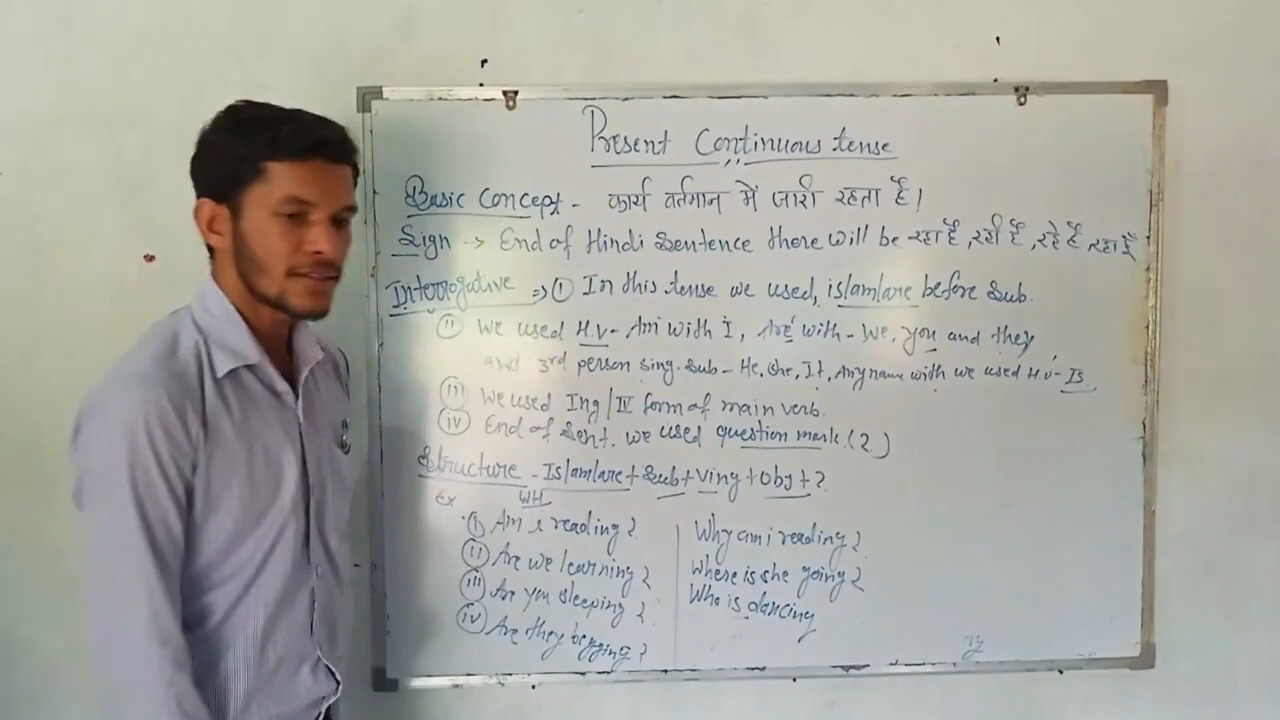 Present Continuous tense
Basic Concept - कार्य वर्तमान में जारी रहता है।
Sign -> End of Hindi Sentence there will be रहा है, रही है, रहे है, रहा हूँ
Interrogative => (i) In this tense we used, is/am/are before Sub.
(ii) We used H.V- Am with I, Are with - We, you and they
and 3rd person Sing. Sub - He, She, It, Any name with we used H.V- Is
(iii) We used Ing/IV form of main verb.
(iv) End of Sent. we used question mark. (?)
Structure - Is/am/are + Sub + Ving + Obj + ?
Ex WH
(i) Am i reading?
(ii) Are we learning?
(iii) Are you sleeping?
(iv) Are they begging?
Why am i reading?
Where is she going?
Who is dancing